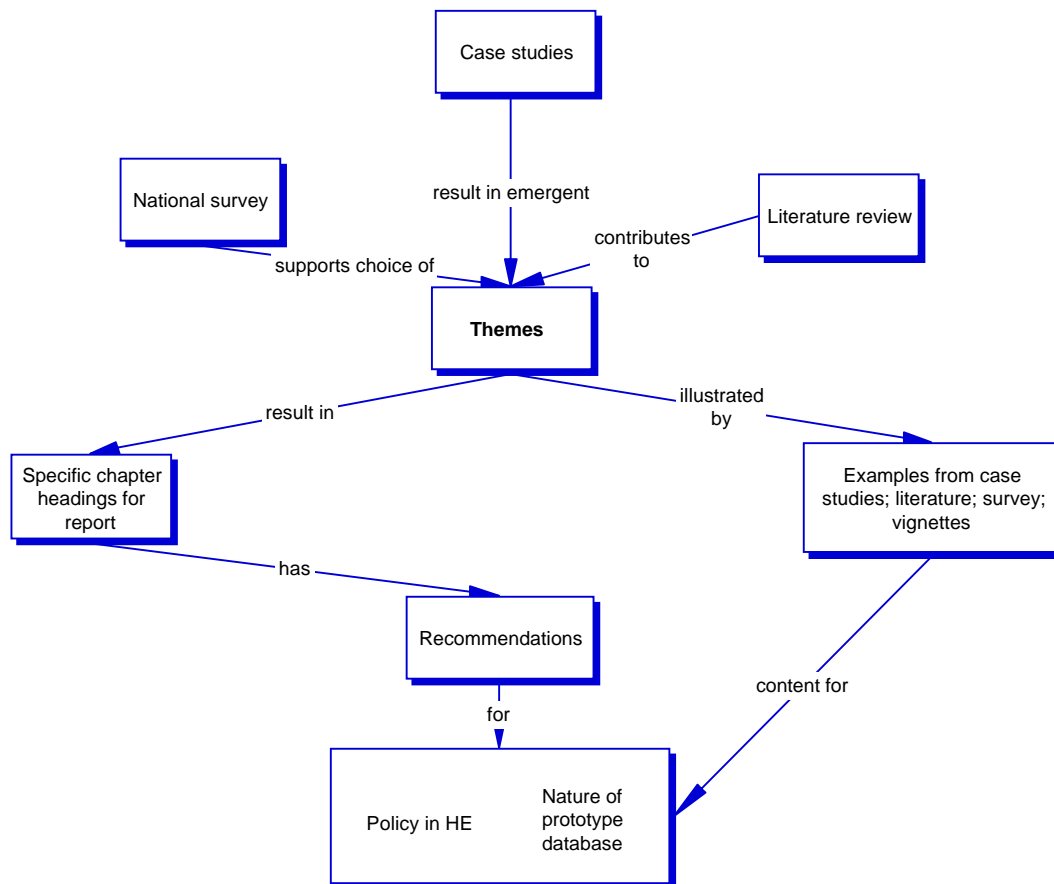 Case studies
National survey
result in emergent
Literature review
contributes
to
supports choice of
Themes
result in
illustrated
by
Specific chapter
headings for
report
Examples from case
studies; literature; survey;
vignettes
has
Recommendations
content for
for
Policy in HE
Nature of
prototype
database